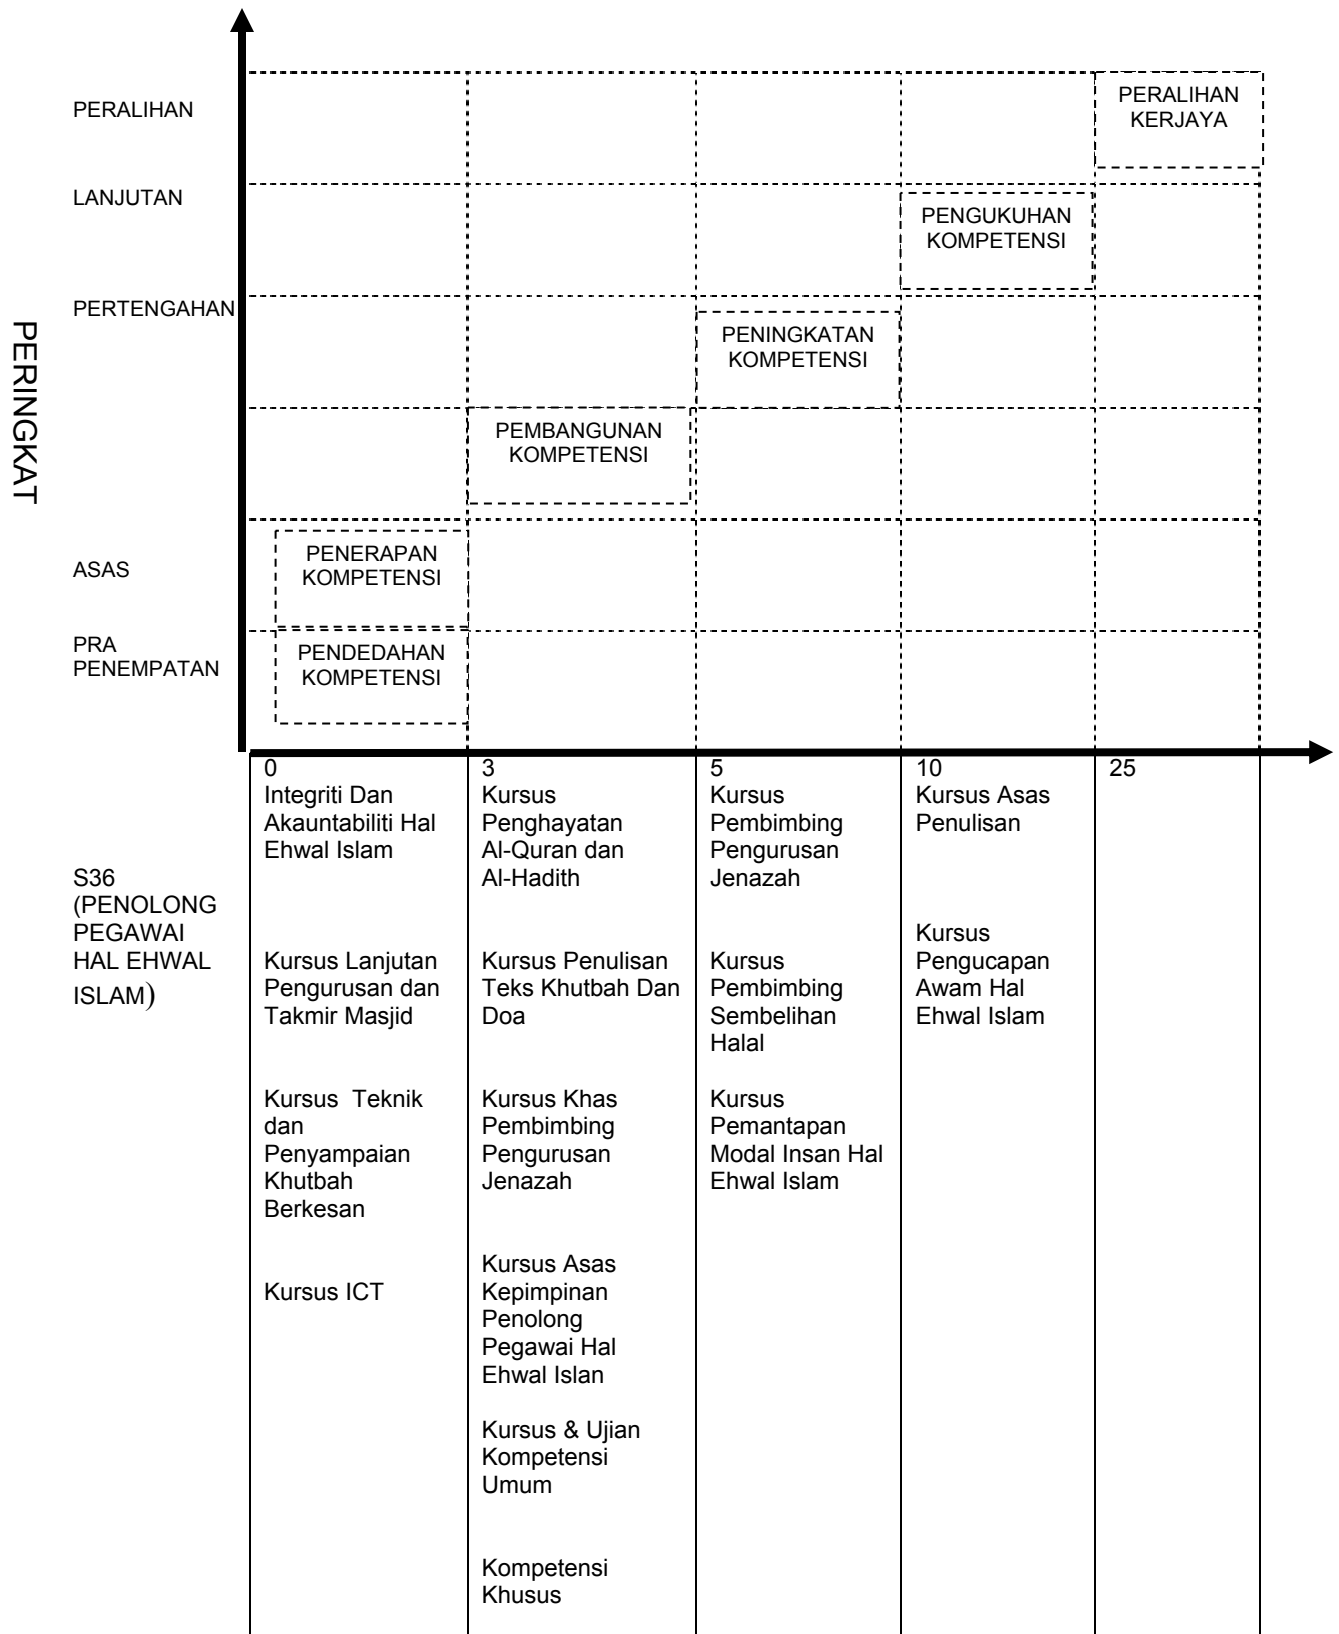 PERALIHAN
PERALIHAN
KERJAYA
LANJUTAN
PENGUKUHAN
KOMPETENSI
PERTENGAHAN
PENINGKATAN
KOMPETENSI
PERINGKAT
PEMBANGUNAN
KOMPETENSI
ASAS
PENERAPAN
KOMPETENSI
PRA
PENEMPATAN
PENDEDAHAN
KOMPETENSI
S36
(PENOLONG
PEGAWAI
HAL EHWAL
ISLAM)
0
Integriti Dan
Akauntabiliti Hal
Ehwal Islam
Kursus Lanjutan
Pengurusan dan
Takmir Masjid
Kursus  Teknik
dan
Penyampaian
Khutbah
Berkesan
Kursus ICT
3
Kursus
Penghayatan
Al-Quran dan
Al-Hadith
Kursus Penulisan
Teks Khutbah Dan
Doa
Kursus Khas
Pembimbing
Pengurusan
Jenazah
Kursus Asas
Kepimpinan
Penolong
Pegawai Hal
Ehwal Islan
Kursus & Ujian
Kompetensi
Umum
Kompetensi
Khusus
5
Kursus
Pembimbing
Pengurusan
Jenazah
Kursus
Pembimbing
Sembelihan
Halal
Kursus
Pemantapan
Modal Insan Hal
Ehwal Islam
10
Kursus Asas
Penulisan
Kursus
Pengucapan
Awam Hal
Ehwal Islam
25